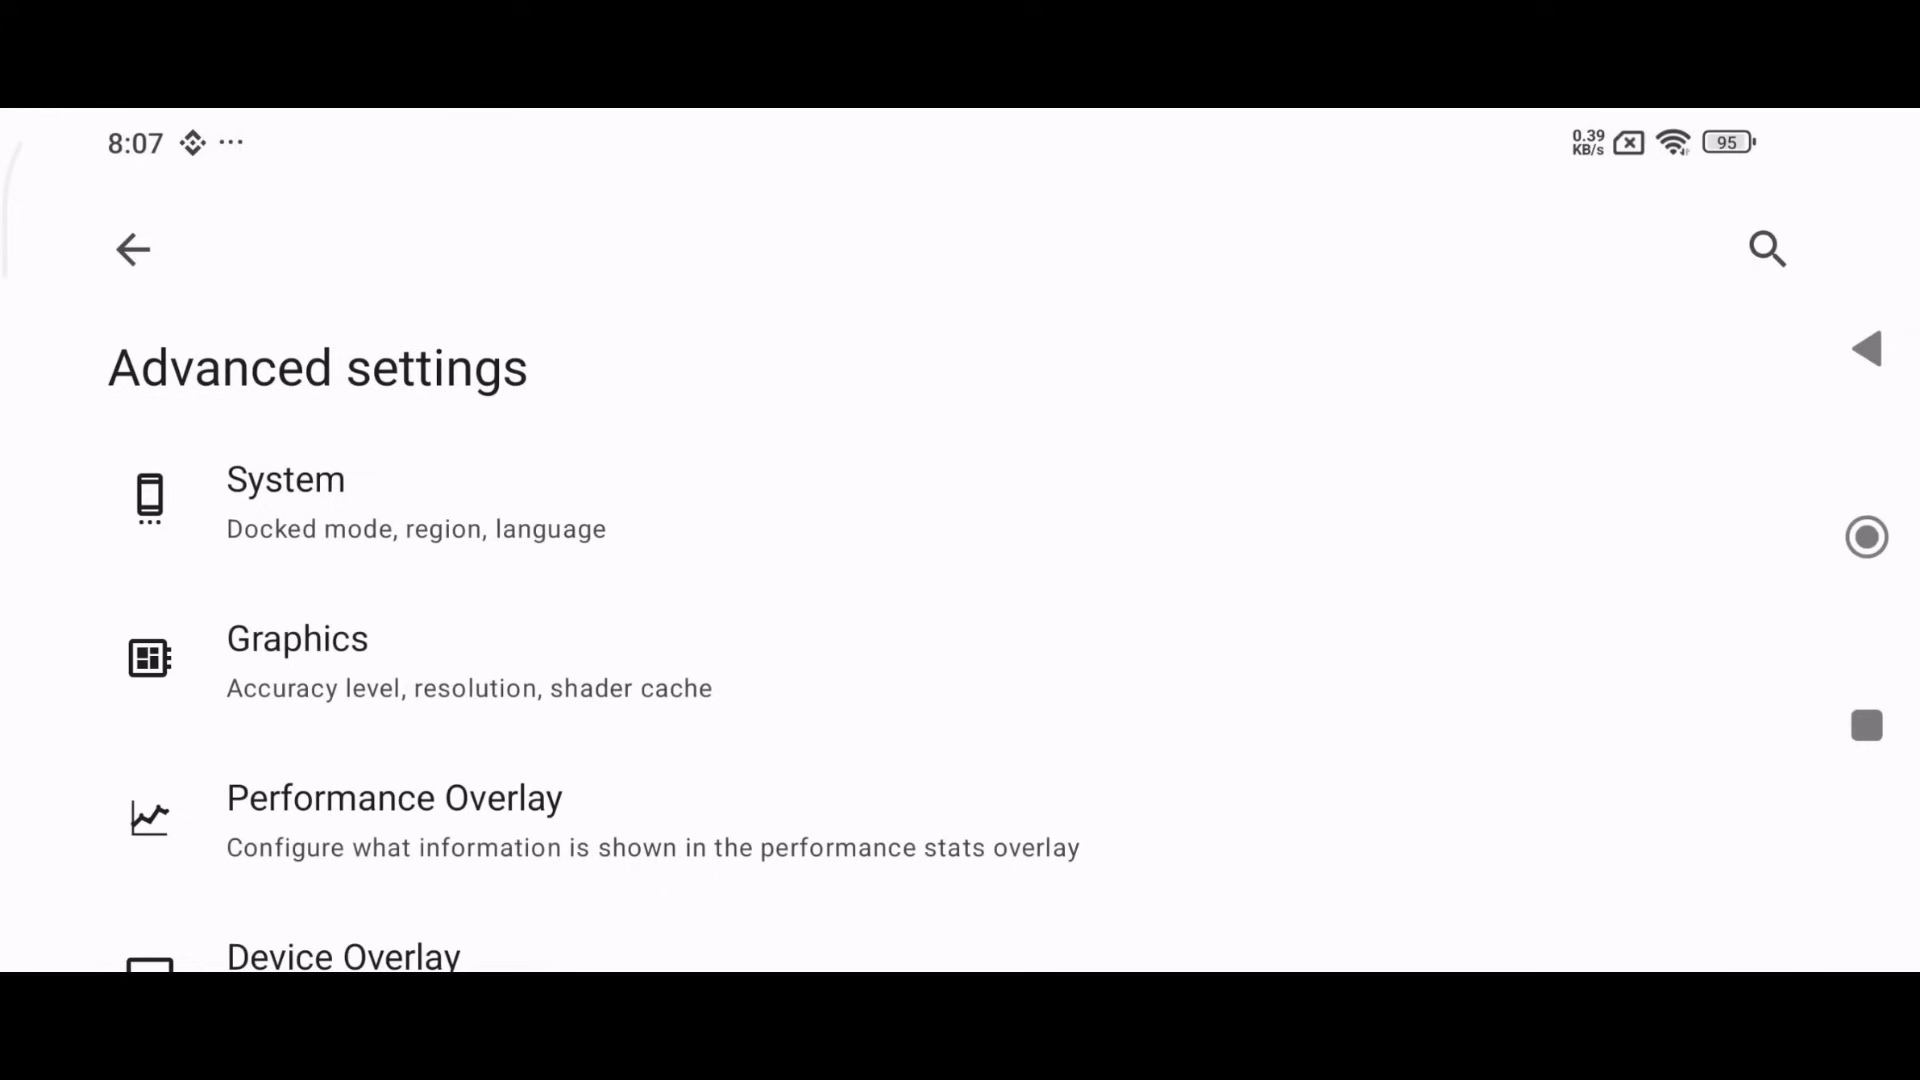 8:07
0.39
KB/s
95
Advanced settings
System
Docked mode, region, language
Graphics
Accuracy level, resolution, shader cache
Performance Overlay
Configure what information is shown in the performance stats overlay
Device Overlay